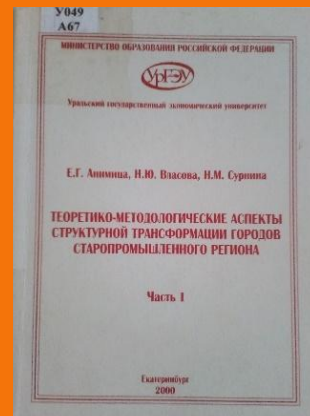 У049
А67
МИНИСТЕРСТВО ОБРАЗОВАНИЯ РОССИЙСКОЙ ФЕДЕРАЦИИ
УрГЭУ
Уральский государственный экономический университет
Е.Г. Анимица, Н.Ю. Власова, Н.М. Сурнина
ТЕОРЕТИКО-МЕТОДОЛОГИЧЕСКИЕ АСПЕКТЫ
СТРУКТУРНОЙ ТРАНСФОРМАЦИИ ГОРОДОВ
СТАРОПРОМЫШЛЕННОГО РЕГИОНА
Часть 1
Екатеринбург
2000